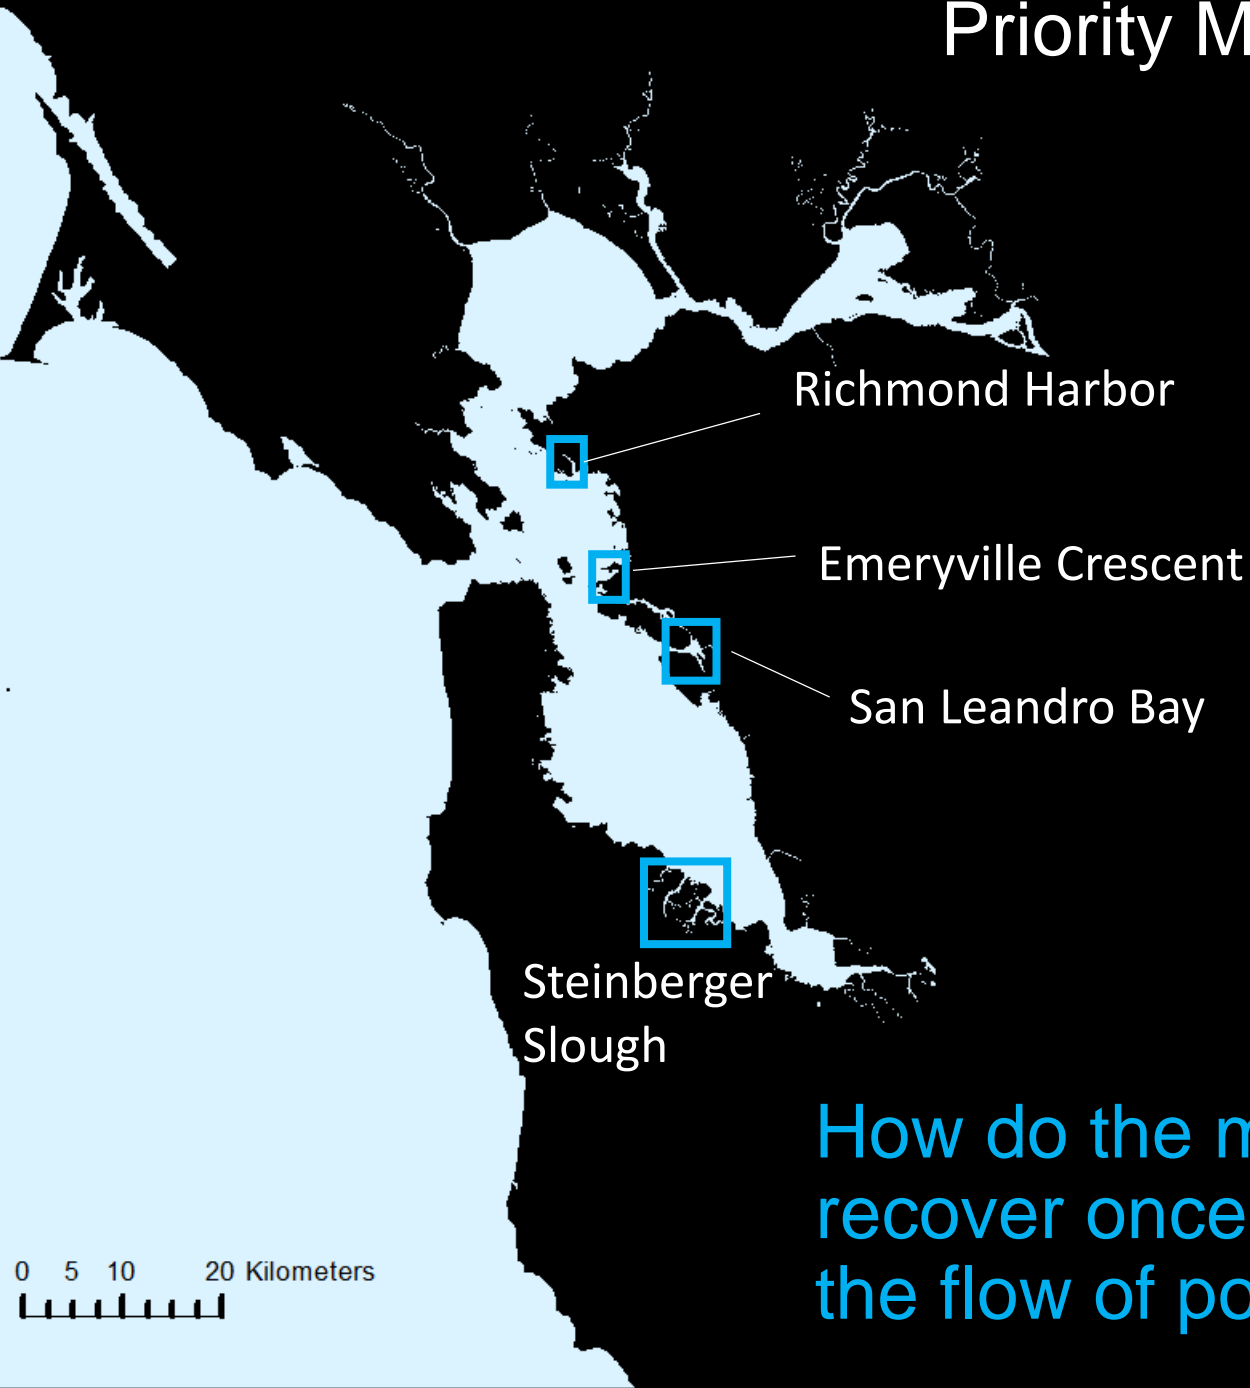 Priority M
Richmond Harbor
Emeryville Crescent
San Leandro Bay
Steinberger
Slough
How do the m
recover once
the flow of po
0 5 10 20 Kilometers